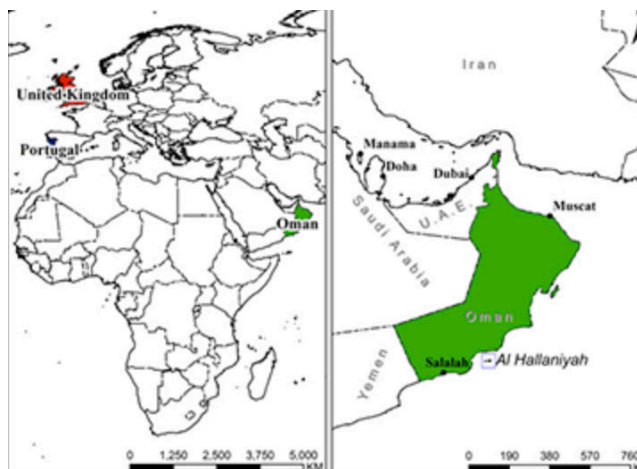 United Kingdom
Portugal
Oman
0 1,250 2,500 3,750 5,000
KM
Iran
Manama
Doha
Dubai
U.A.E.
Muscat
Saudi Arabia
Oman
Salalah
Al Hallaniyah
Yemen
0 190 380 570 760